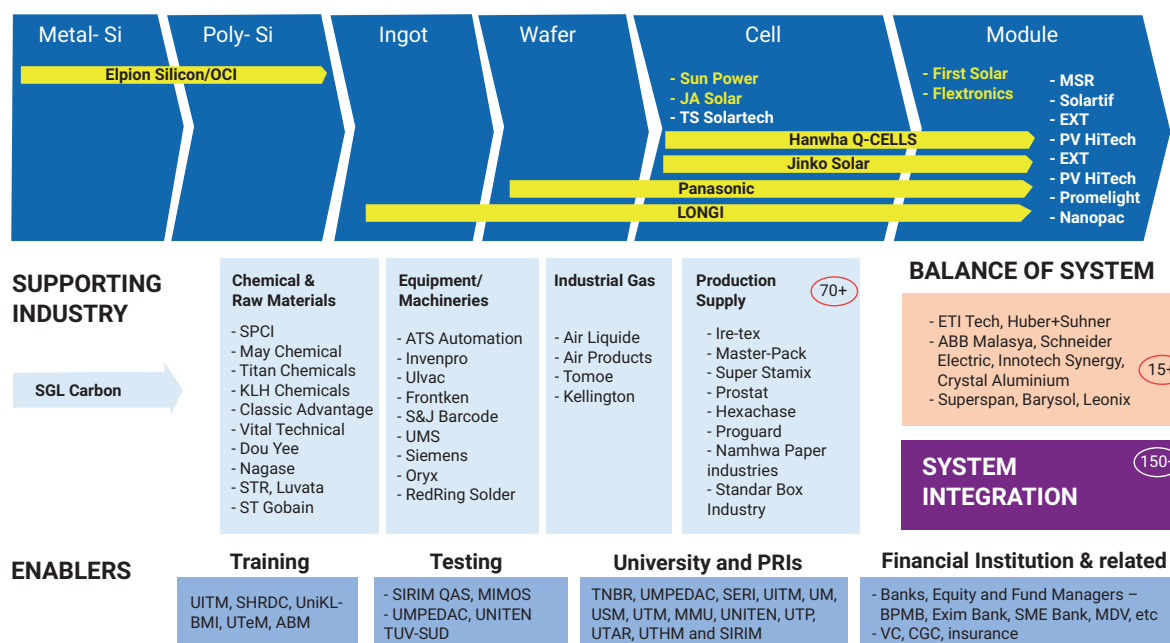 Metal- Si
Poly- Si
Ingot
Wafer
Cell
Module
Elpion Silicon/OCI
- Sun Power
- JA Solar
- TS Solartech
- First Solar
- Flextronics
- MSR
- Solartif
- EXT
- PV HiTech
- EXT
- PV HiTech
- Promelight
- Nanopac
Hanwha Q-CELLS
Jinko Solar
Panasonic
LONGI
SUPPORTING
INDUSTRY
SGL Carbon
Chemical &
Raw Materials
- SPCI
- May Chemical
- Titan Chemicals
- KLH Chemicals
- Classic Advantage
- Vital Technical
- Dou Yee
- Nagase
- STR, Luvata
- ST Gobain
Equipment/
Machineries
- ATS Automation
- Invenpro
- Ulvac
- Frontken
- S&J Barcode
- UMS
- Siemens
- Oryx
- RedRing Solder
Industrial Gas
- Air Liquide
- Air Products
- Tomoe
- Kellington
Production
Supply
70+
- Ire-tex
- Master-Pack
- Super Stamix
- Prostat
- Hexachase
- Proguard
- Namhwa Paper
industries
- Standar Box
Industry
BALANCE OF SYSTEM
- ETI Tech, Huber+Suhner
- ABB Malasya, Schneider
Electric, Innotech Synergy,
Crystal Aluminium
- Superspan, Barysol, Leonix
15+
SYSTEM
INTEGRATION
150+
ENABLERS
Training
UITM, SHRDC, UniKL-
BMI, UTeM, ABM
Testing
- SIRIM QAS, MIMOS
- UMPEDAC, UNITEN
TUV-SUD
University and PRIs
TNBR, UMPEDAC, SERI, UITM, UM,
USM, UTM, MMU, UNITEN, UTP,
UTAR, UTHM and SIRIM
Financial Institution & related
- Banks, Equity and Fund Managers –
BPMB, Exim Bank, SME Bank, MDV, etc
- VC, CGC, insurance